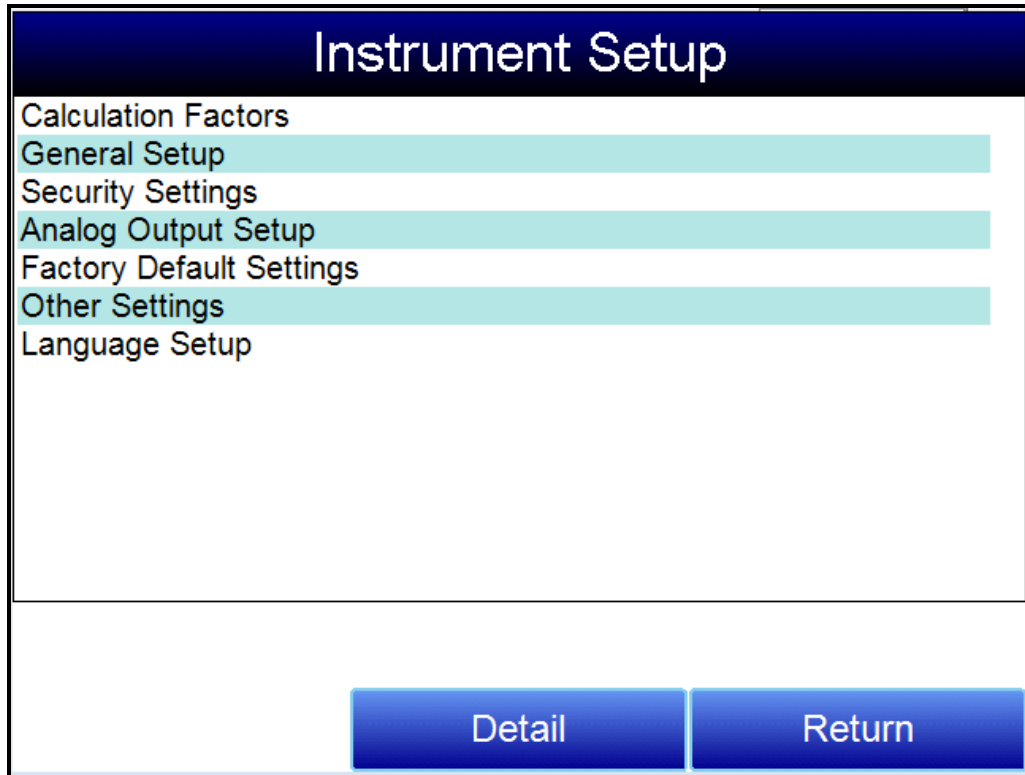 Instrument Setup
Calculation Factors
General Setup
Security Settings
Analog Output Setup
Factory Default Settings
Other Settings
Language Setup
Detail
Return